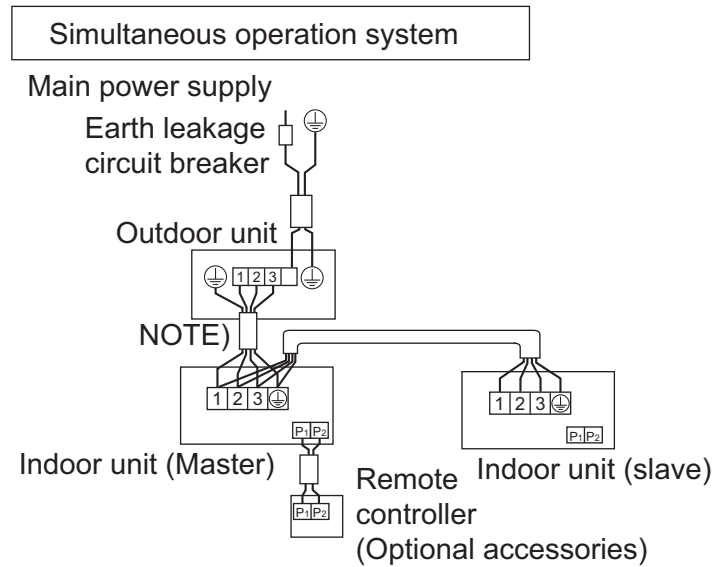 Simultaneous operation system
Main power supply
Earth leakage
circuit breaker
Outdoor unit
1 2 3
NOTE)
1 2 3
1 2 3
P1 P2
P1 P2
Indoor unit (Master)
Indoor unit (slave)
P1 P2
Remote
controller
(Optional accessories)